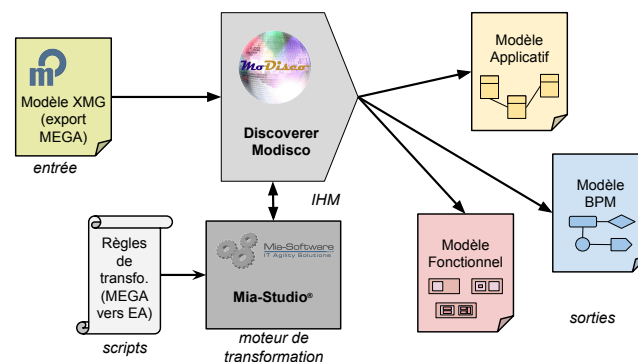 m
Modèle XMG
(export
MEGA)
entrée
MoDisco
Discoverer
Modisco
IHM
Modèle
Applicatif
Modèle
BPM
Modèle
Fonctionnel
sorties
Règles
de
transfo.
(MEGA
vers EA)
scripts
Mia-Software
IT Agility Solutions
Mia-Studio®
moteur de
transformation